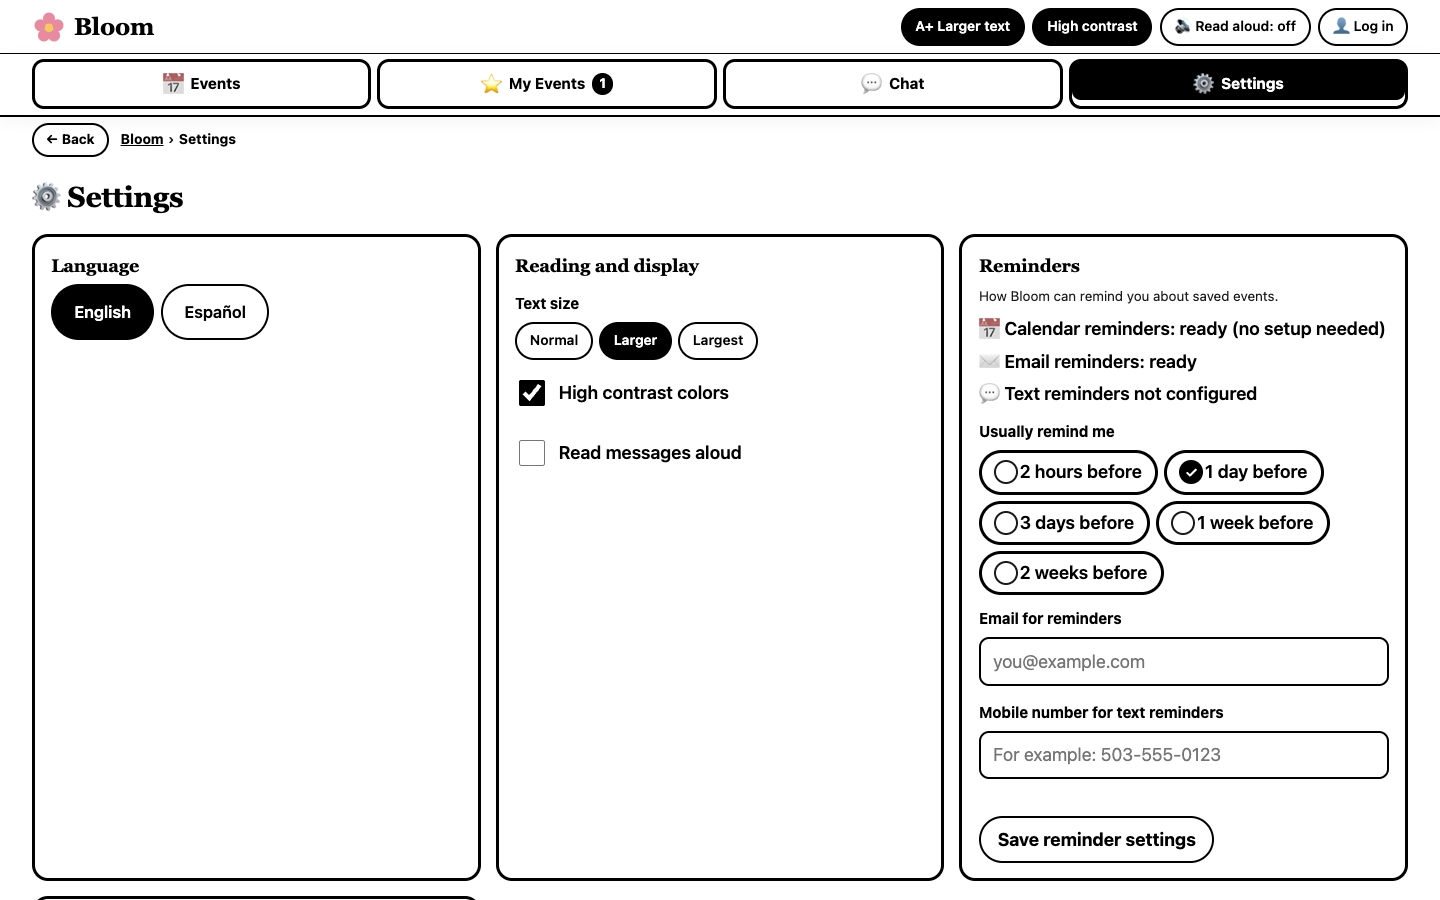 Bloom
A+ Larger text
High contrast
Read aloud: off
Log in
17 Events
My Events 1
Chat
Settings
← Back
Bloom › Settings
Settings
Language
English
Español
Reading and display
Text size
Normal
Larger
Largest
High contrast colors
Read messages aloud
Reminders
How Bloom can remind you about saved events.
17 Calendar reminders: ready (no setup needed)
Email reminders: ready
Text reminders not configured
Usually remind me
2 hours before
1 day before
3 days before
1 week before
2 weeks before
Email for reminders
you@example.com
Mobile number for text reminders
For example: 503-555-0123
Save reminder settings